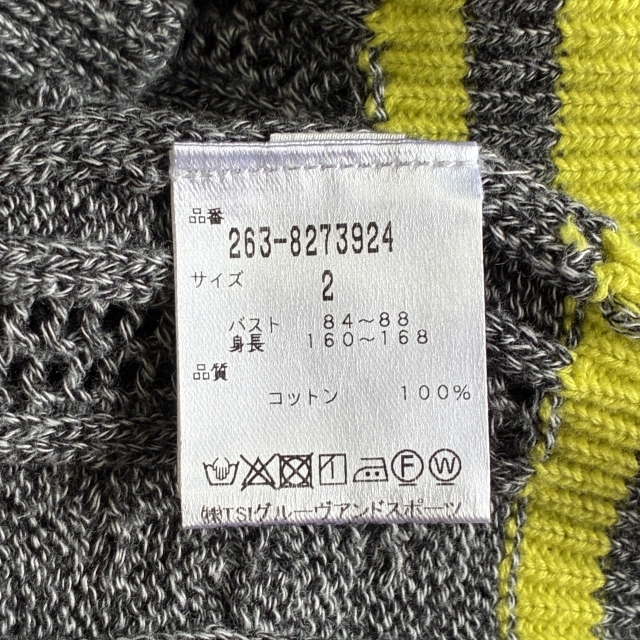 品番
263-8273924
サイズ
2
バスト 84～88
身長 160～168
品質
コットン 100%
F W
㈱TSIグルーヴアンドスポーツ